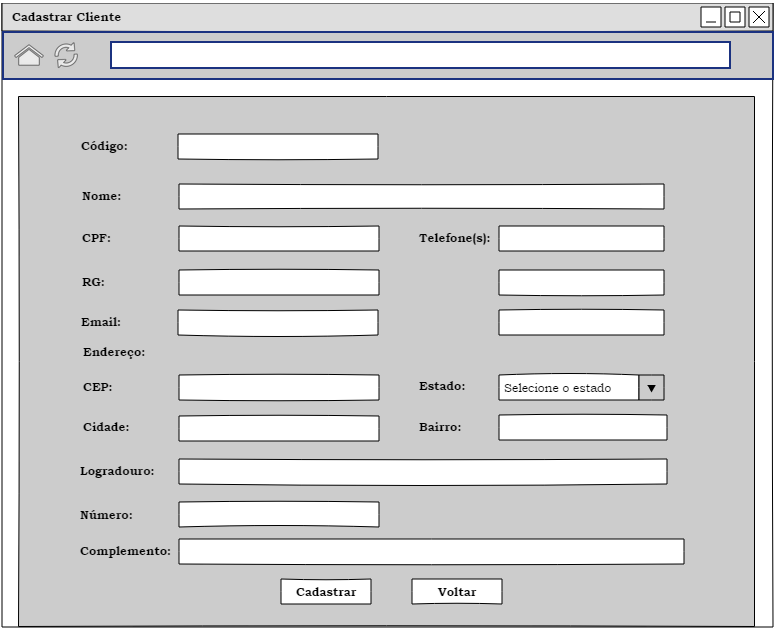 Cadastrar Cliente
Código:
Nome:
CPF:
Telefone(s):
RG:
Email:
Endereço:
CEP:
Estado:
Selecione o estado
Cidade:
Bairro:
Logradouro:
Número:
Complemento:
Cadastrar
Voltar